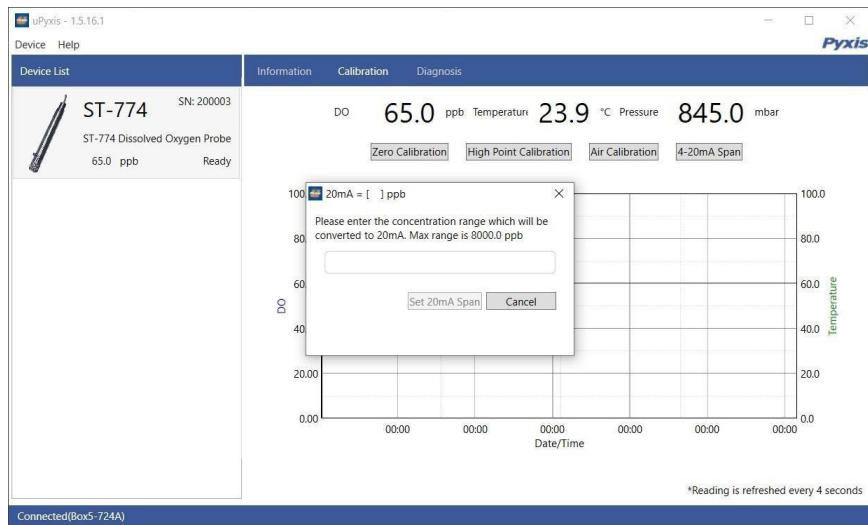 uPyxis - 1.5.16.1
Device Help
Pyxis
Device List
Information Calibration Diagnosis
ST-774 SN: 200003
ST-774 Dissolved Oxygen Probe
65.0 ppb Ready
DO 65.0 ppb Temperature 23.9 °C Pressure 845.0 mbar
Zero Calibration High Point Calibration Air Calibration 4-20mA Span
20mA = [ ] ppb
Please enter the concentration range which will be
converted to 20mA. Max range is 8000.0 ppb
Set 20mA Span Cancel
100. 100.0
80. 80.0
60. 60.0
40. 40.0
20.00 20.0
0.00 0.0
DO
Temperature
00:00 00:00 00:00 00:00 00:00 00:00
Date/Time
*Reading is refreshed every 4 seconds
Connected(Box5-724A)